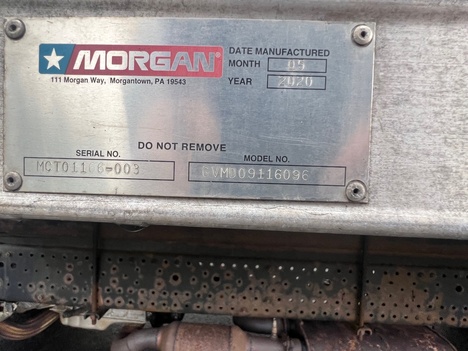 MORGAN®
111 Morgan Way, Morgantown, PA 19543
DATE MANUFACTURED
MONTH 05
YEAR 2020
DO NOT REMOVE
SERIAL NO.
MODEL NO.